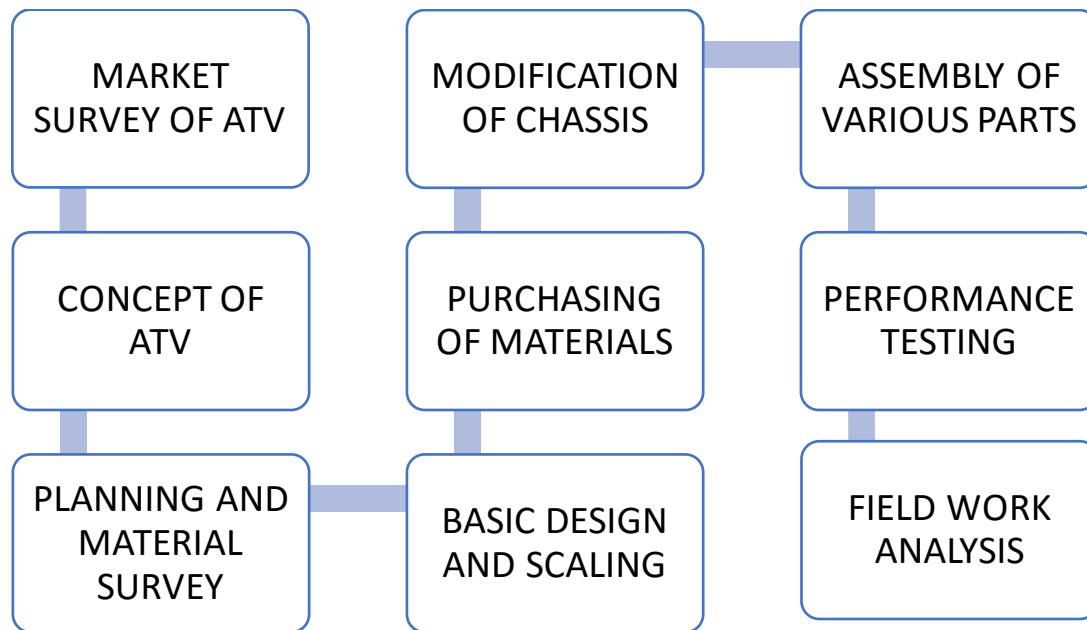 MARKET
SURVEY OF ATV
CONCEPT OF
ATV
PLANNING AND
MATERIAL
SURVEY
BASIC DESIGN
AND SCALING
PURCHASING
OF MATERIALS
MODIFICATION
OF CHASSIS
ASSEMBLY OF
VARIOUS PARTS
PERFORMANCE
TESTING
FIELD WORK
ANALYSIS